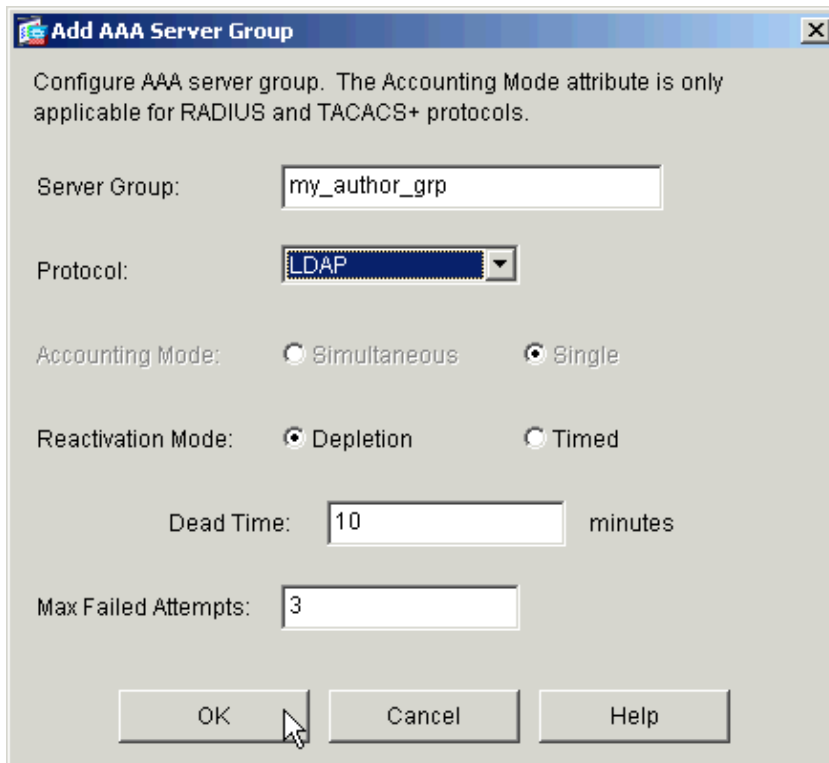 Add AAA Server Group
Configure AAA server group. The Accounting Mode attribute is only
applicable for RADIUS and TACACS+ protocols.
Server Group: my_author_grp
Protocol: LDAP
Accounting Mode: Simultaneous Single
Reactivation Mode: Depletion Timed
Dead Time: 10 minutes
Max Failed Attempts: 3
OK Cancel Help